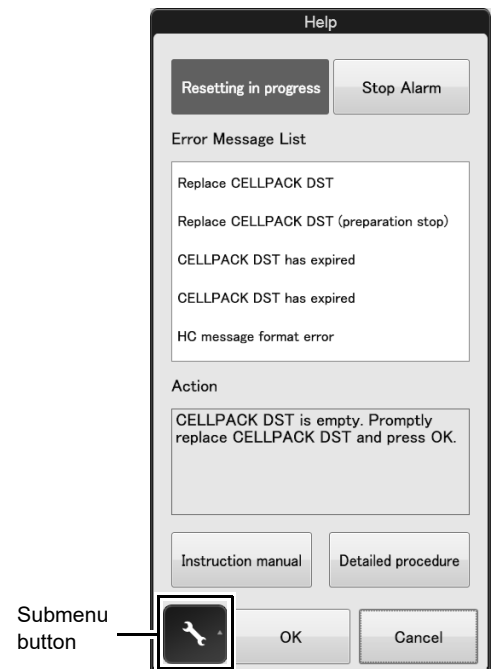 Help
Resetting in progress
Stop Alarm
Error Message List
Replace CELLPACK DST
Replace CELLPACK DST (preparation stop)
CELLPACK DST has expired
CELLPACK DST has expired
HC message format error
Action
CELLPACK DST is empty. Promptly
replace CELLPACK DST and press OK.
Instruction manual
Detailed procedure
Submenu
button
OK
Cancel